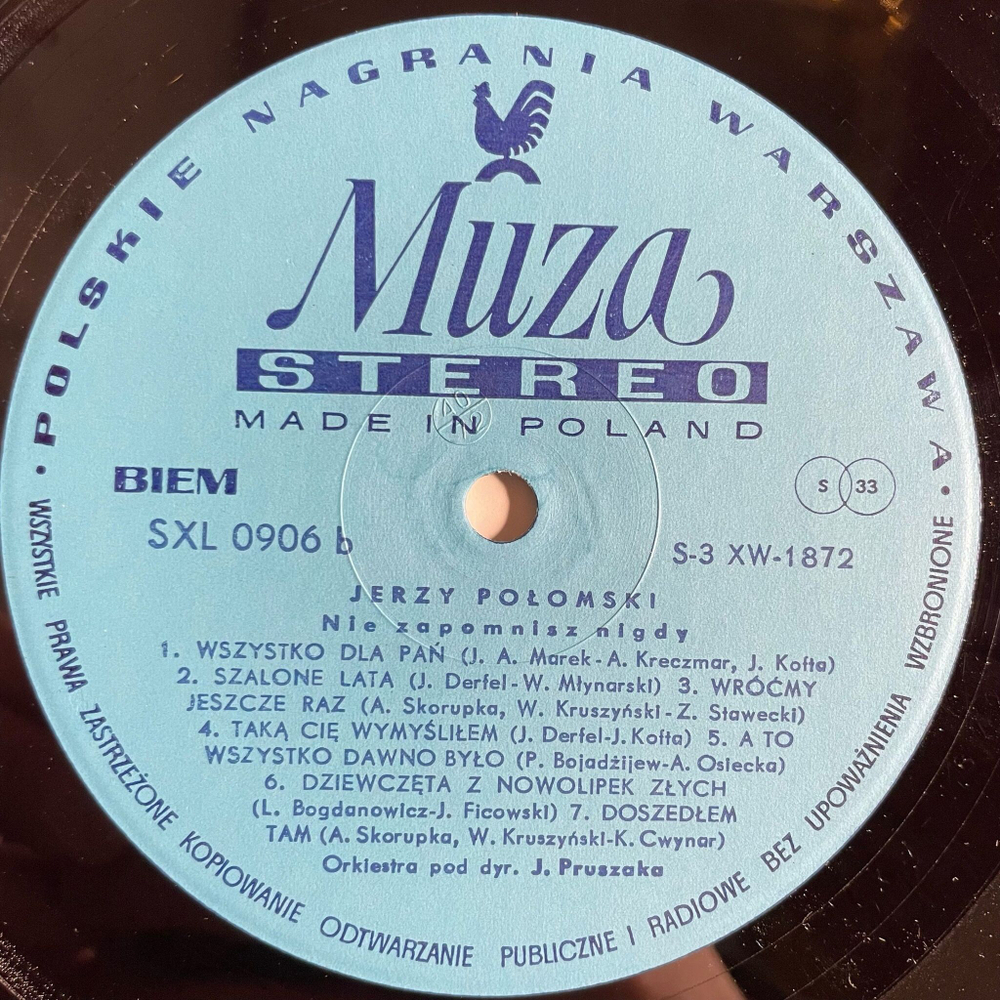 • POLSKIE NAGRANIA WARSZAWA •
Muza
STEREO
MADE IN POLAND
BIEM
S 33
SXL 0906 b
S-3 XW-1872
JERZY POŁOMSKI
Nie zapomnisz nigdy
1. WSZYSTKO DLA PAŃ (J. A. Marek-A. Kreczmar, J. Kofta)
2. SZALONE LATA (J. Derfel-W. Młynarski) 3. WRÓĆMY
JESZCZE RAZ (A. Skorupka, W. Kruszyński-Z. Stawecki)
4. TAKĄ CIĘ WYMYŚLIŁEM (J. Derfel-J. Kofta) 5. A TO
WSZYSTKO DAWNO BYŁO (P. Bojadżijew-A. Osiecka)
6. DZIEWCZĘTA Z NOWOLIPEK ZŁYCH
(L. Bogdanowicz-J. Ficowski) 7. DOSZEDŁEM
TAM (A. Skorupka, W. Kruszyński-K. Cwynar)
Orkiestra pod dyr. J. Pruszaka
WSZYSTKIE PRAWA ZASTRZEŻONE KOPIOWANIE ODTWARZANIE PUBLICZNE I RADIOWE BEZ UPOWAŻNIENIA WZBRONIONE